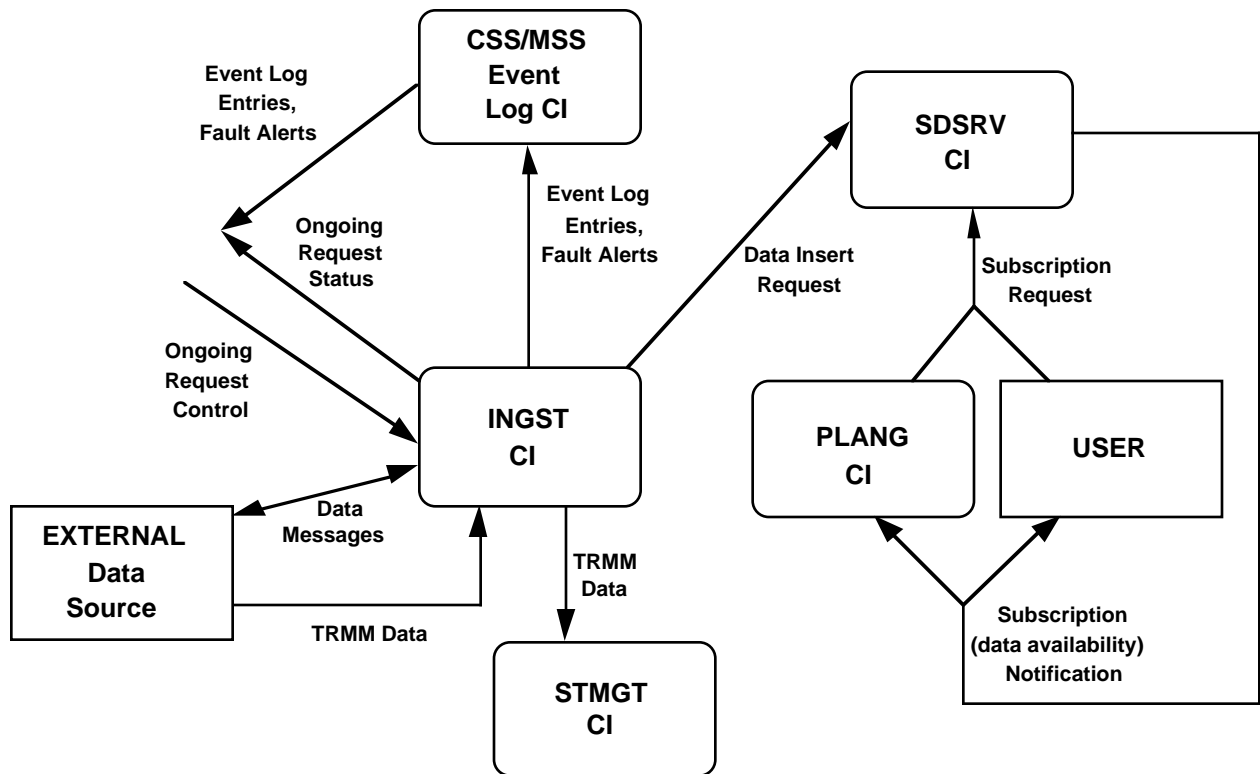 CSS/MSS
Event
Log CI
Event Log
Entries,
Fault Alerts
SDSRV
CI
Event Log
Entries,
Fault Alerts
Ongoing
Request
Status
Data Insert
Request
Subscription
Request
Ongoing
Request
Control
INGST
CI
PLANG
CI
USER
Data
Messages
EXTERNAL
Data
Source
TRMM Data
TRMM
Data
Subscription
(data availability)
Notification
STMGT
CI